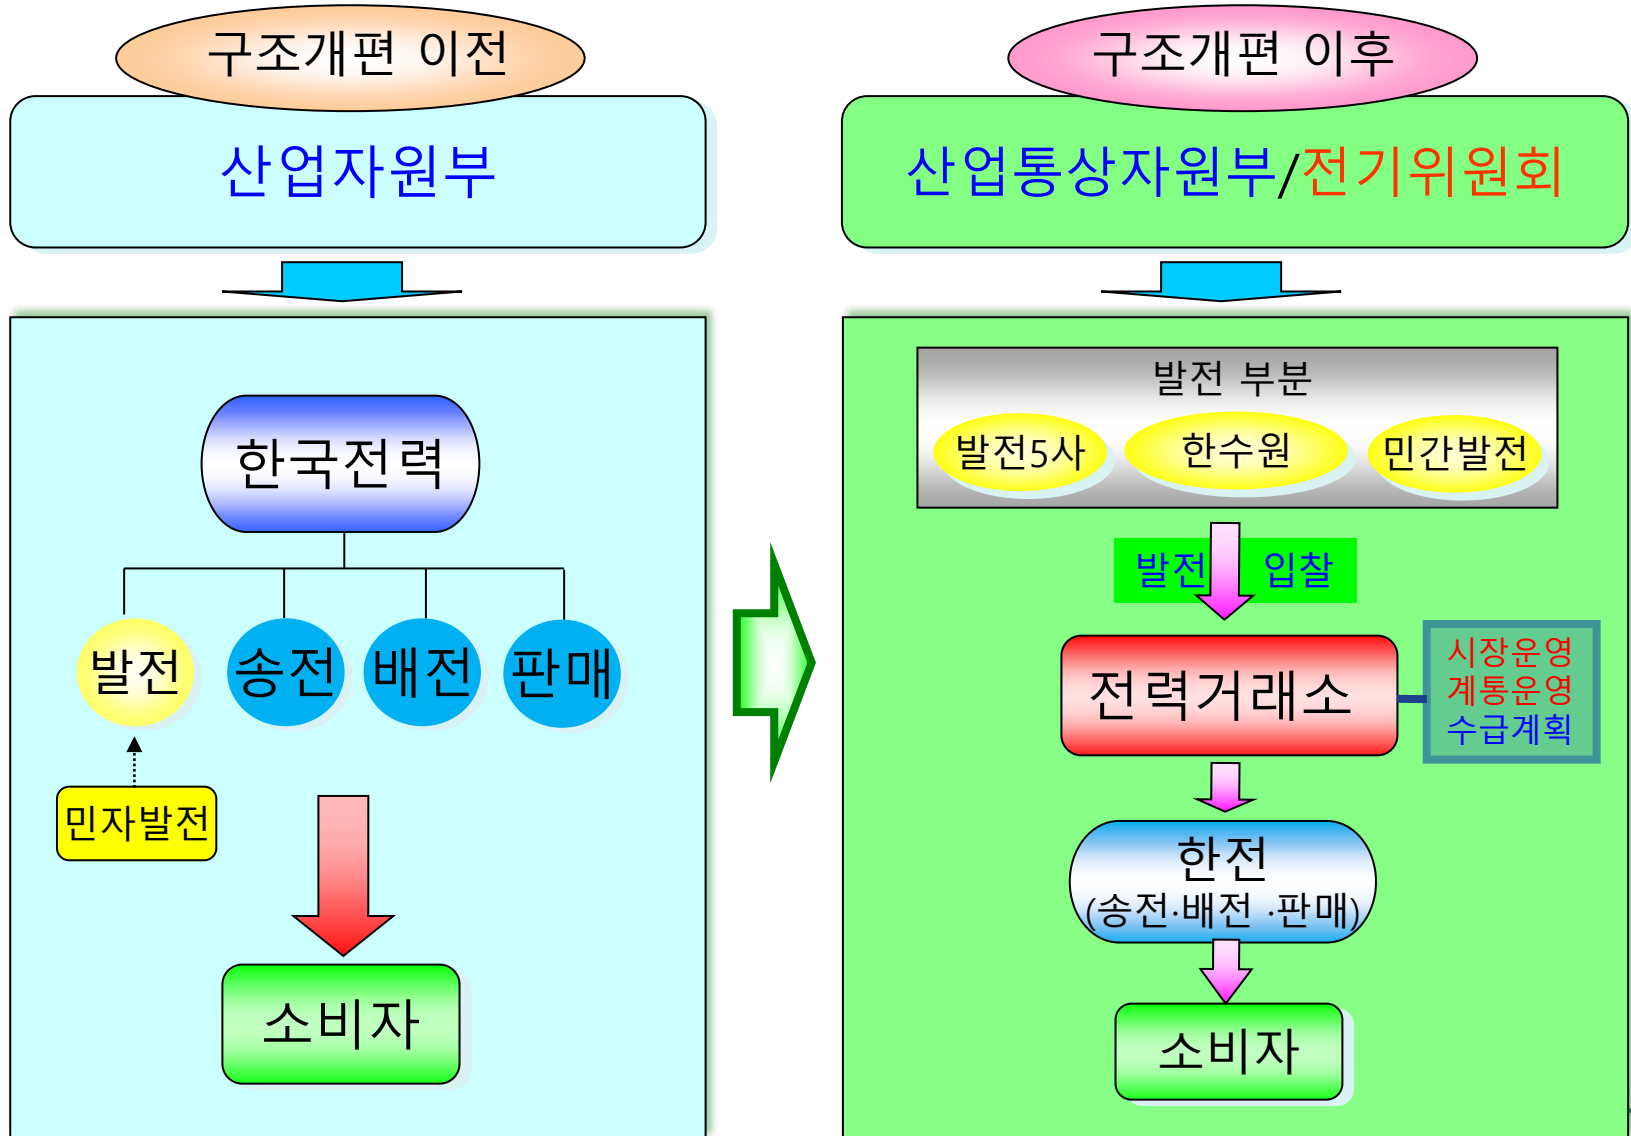 구조개편 이전
산업자원부
한국전력
발전
송전
배전
판매
민자발전
소비자
구조개편 이후
산업통상자원부/전기위원회
발전 부분
발전5사
한수원
민간발전
발전 입찰
전력거래소
시장운영
계통운영
수급계획
한전
(송전·배전 ·판매)
소비자